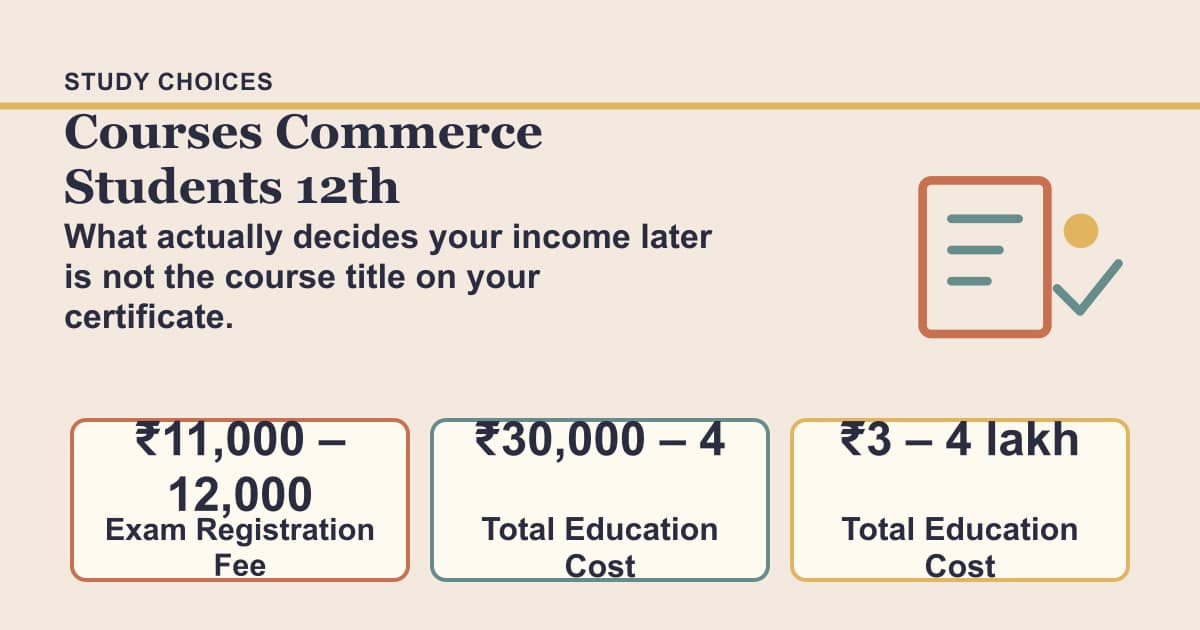 STUDY CHOICES
Courses Commerce
Students 12th
What actually decides your income later
is not the course title on your
certificate.
₹11,000 –
12,000
Exam Registration
Fee
₹30,000 – 4
Total Education
Cost
₹3 – 4 lakh
Total Education
Cost